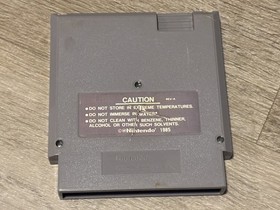 CAUTION
REV-A
•DO NOT STORE IN EXTREME TEMPERATURES.
•DO NOT IMMERSE IN WATER.
•DO NOT CLEAN WITH BENZENE, THINNER,
ALCOHOL OR OTHER SUCH SOLVENTS.
©Nintendo 1985